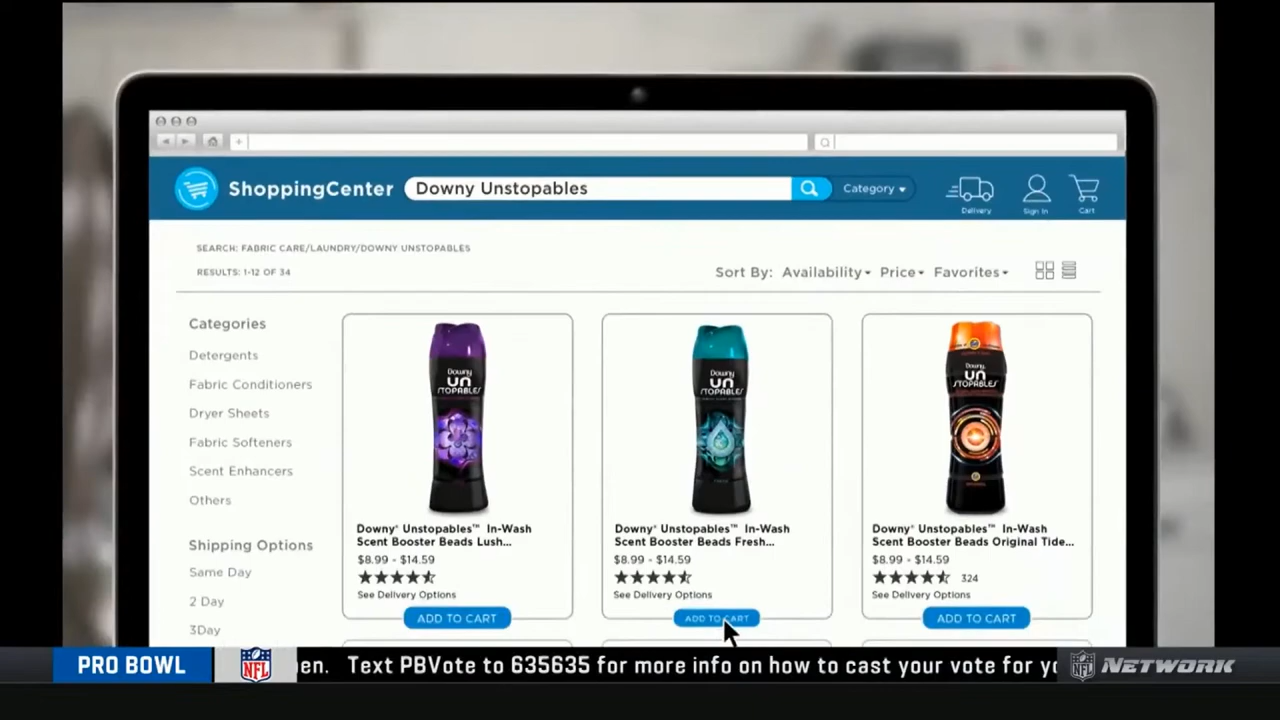 ShoppingCenter
Downy Unstopables
Category
Delivery
Sign In
Cart
SEARCH: FABRIC CARE/LAUNDRY/DOWNY UNSTOPABLES
RESULTS: 1-12 OF 34
Sort By: Availability Price Favorites
Categories
Detergents
Fabric Conditioners
Dryer Sheets
Fabric Softeners
Scent Enhancers
Others
Shipping Options
Same Day
2 Day
3Day
Downy
UN
STOPABLES
Downy® Unstopables™ In-Wash
Scent Booster Beads Lush...
$8.99 - $14.59
See Delivery Options
ADD TO CART
Downy
UN
STOPABLES
FRESH
Downy® Unstopables™ In-Wash
Scent Booster Beads Fresh...
$8.99 - $14.59
See Delivery Options
ADD TO CART
Downy
UN
STOPABLES
Downy® Unstopables™ In-Wash
Scent Booster Beads Original Tide...
$8.99 - $14.59
324
See Delivery Options
ADD TO CART
PRO BOWL
NFL
en. Text PBVote to 635635 for more info on how to cast your vote for yo
NFL NETWORK